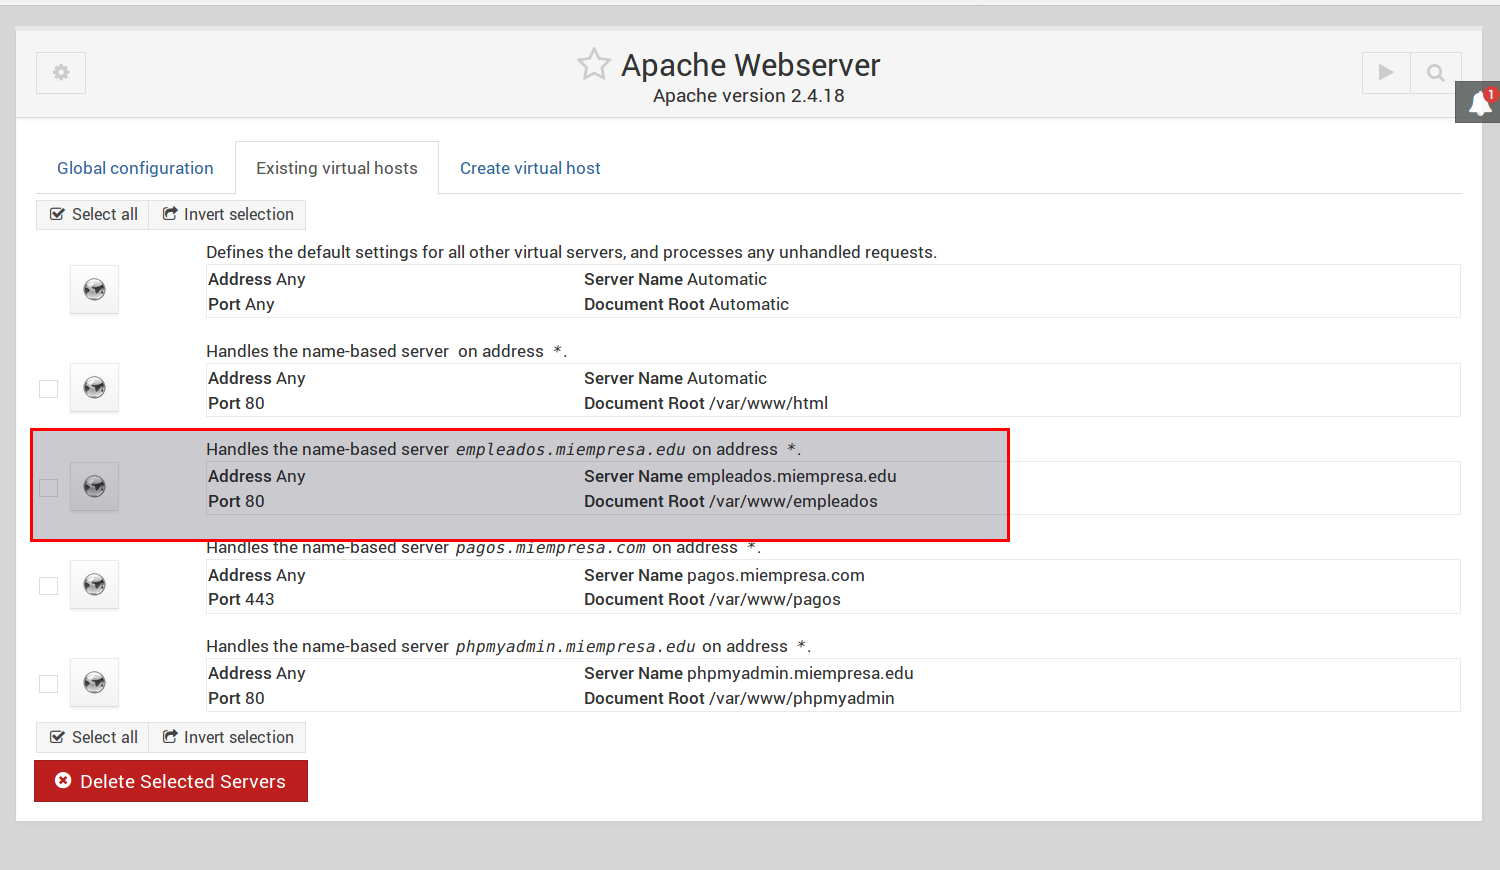 Apache Webserver
Apache version 2.4.18
1
Global configuration Existing virtual hosts Create virtual host
Select all Invert selection
Defines the default settings for all other virtual servers, and processes any unhandled requests.
Address Any Server Name Automatic
Port Any Document Root Automatic
Handles the name-based server on address *.
Address Any Server Name Automatic
Port 80 Document Root /var/www/html
Handles the name-based server empleados.miempresa.edu on address *.
Address Any Server Name empleados.miempresa.edu
Port 80 Document Root /var/www/empleados
Handles the name-based server pagos.miempresa.com on address *.
Address Any Server Name pagos.miempresa.com
Port 443 Document Root /var/www/pagos
Handles the name-based server phpmyadmin.miempresa.edu on address *.
Address Any Server Name phpmyadmin.miempresa.edu
Port 80 Document Root /var/www/phpmyadmin
Select all Invert selection
Delete Selected Servers